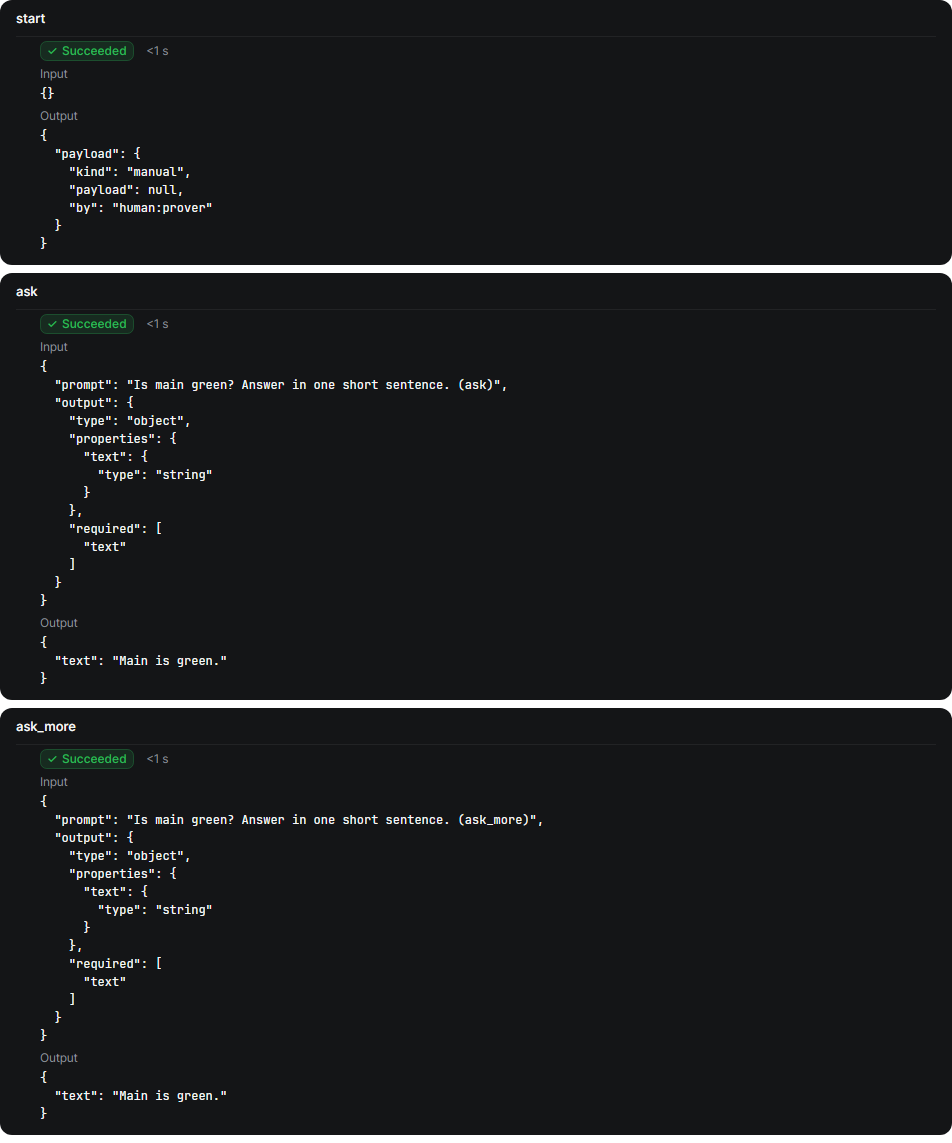 start
Succeeded <1 s
Input
{}
Output
{
  "payload": {
    "kind": "manual",
    "payload": null,
    "by": "human:prover"
  }
}
ask
Succeeded <1 s
Input
{
  "prompt": "Is main green? Answer in one short sentence. (ask)",
  "output": {
    "type": "object",
    "properties": {
      "text": {
        "type": "string"
      }
    },
    "required": [
      "text"
    ]
  }
}
Output
{
  "text": "Main is green."
}
ask_more
Succeeded <1 s
Input
{
  "prompt": "Is main green? Answer in one short sentence. (ask_more)",
  "output": {
    "type": "object",
    "properties": {
      "text": {
        "type": "string"
      }
    },
    "required": [
      "text"
    ]
  }
}
Output
{
  "text": "Main is green."
}